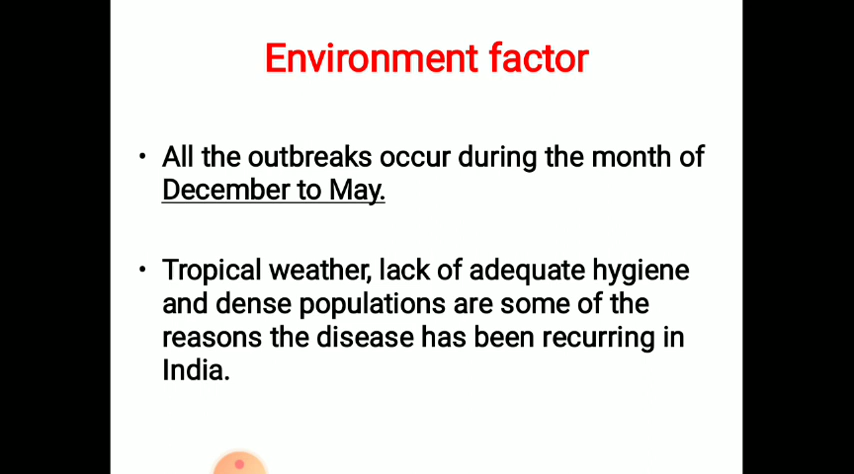 Environment factor
• All the outbreaks occur during the month of
December to May.
• Tropical weather, lack of adequate hygiene
and dense populations are some of the
reasons the disease has been recurring in
India.